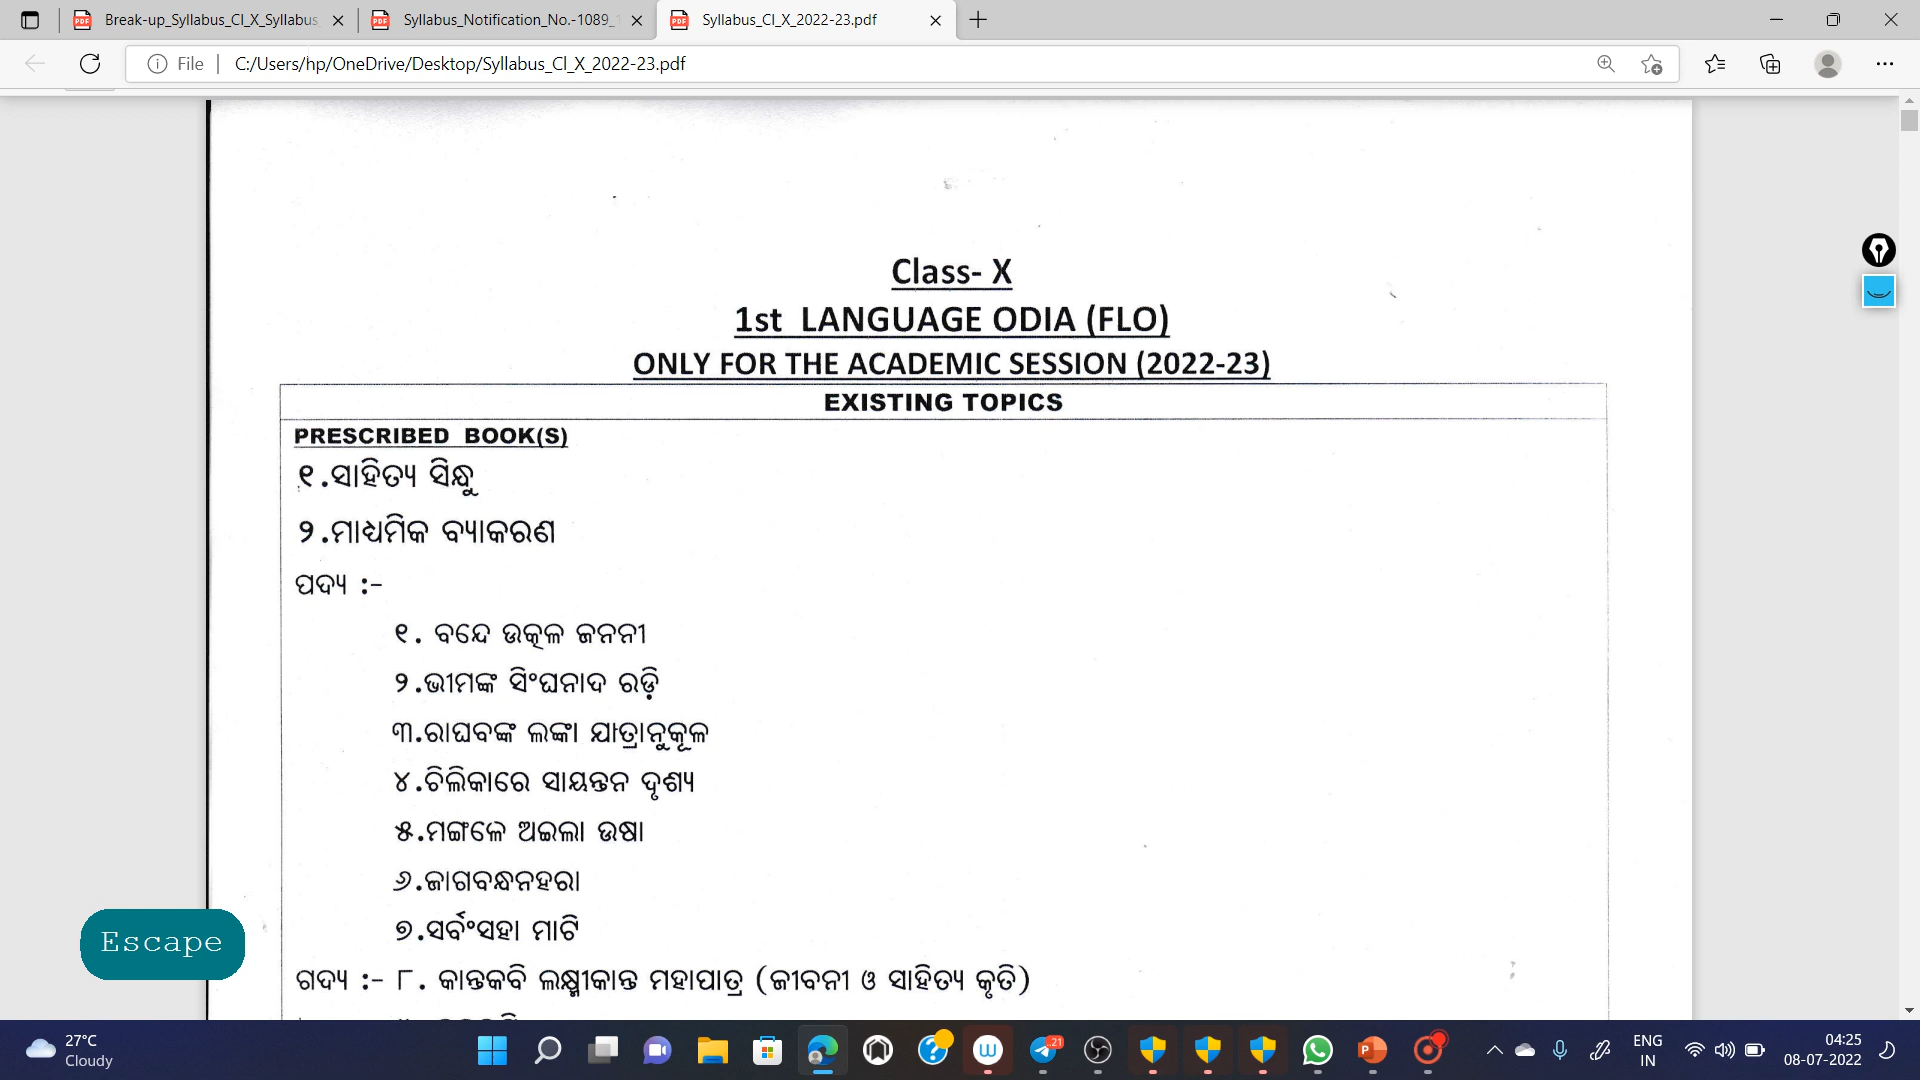 Break-up_Syllabus_Cl_X_Syllabus
Syllabus_Notification_No.-1089_1
Syllabus_Cl_X_2022-23.pdf
File
C:/Users/hp/OneDrive/Desktop/Syllabus_Cl_X_2022-23.pdf
Class- X
1st LANGUAGE ODIA (FLO)
ONLY FOR THE ACADEMIC SESSION (2022-23)
EXISTING TOPICS
PRESCRIBED BOOK(S)
୧.ସାହିତ୍ୟ ସିନ୍ଧୁ
୨.ମାଧ୍ୟମିକ ବ୍ୟାକରଣ
ପଦ୍ୟ :-
୧. ବନ୍ଦେ ଉତ୍କଳ ଜନନୀ
୨.ଭୀମଙ୍କ ସିଂଘନାଦ ରଡ଼ି
୩.ରାଘବଙ୍କ ଲଙ୍କା ଯାତ୍ରାନୁକୂଳ
୪.ଚିଲିକାରେ ସାୟନ୍ତନ ଦୃଶ୍ୟ
୫.ମଙ୍ଗଳେ ଅଇଲା ଉଷା
୬.ଜାଗବନ୍ଧନହରା
୭.ସର୍ବଂସହା ମାଟି
ଗଦ୍ୟ :- ୮. କାନ୍ତକବି ଲକ୍ଷ୍ମୀକାନ୍ତ ମହାପାତ୍ର (ଜୀବନୀ ଓ ସାହିତ୍ୟ କୃତି)
Escape
27°C
Cloudy
21
ENG
IN
04:25
08-07-2022